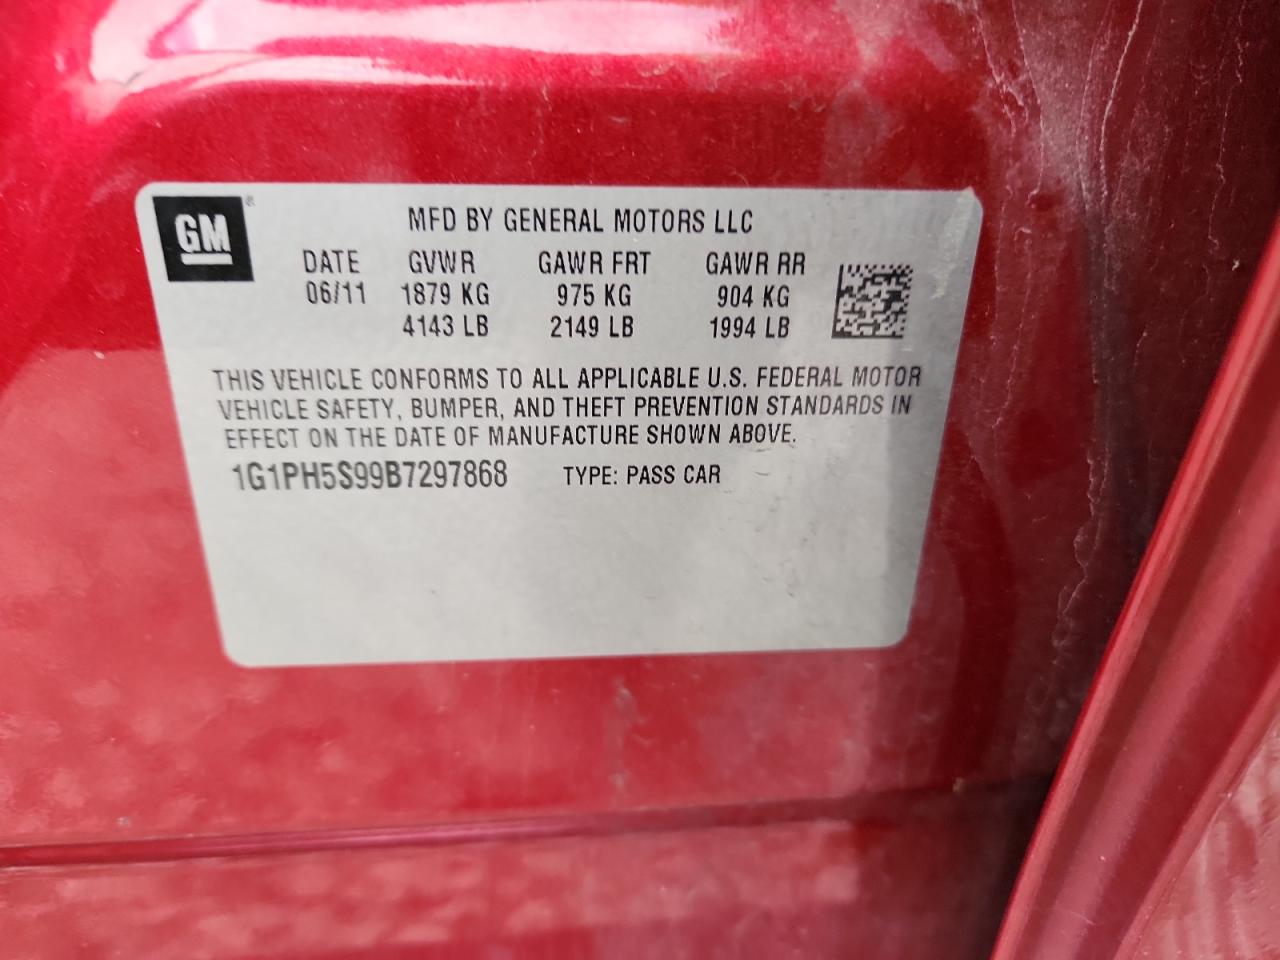 GM®
MFD BY GENERAL MOTORS LLC
DATE GVWR GAWR FRT GAWR RR
06/11 1879 KG 975 KG 904 KG
4143 LB 2149 LB 1994 LB
THIS VEHICLE CONFORMS TO ALL APPLICABLE U.S. FEDERAL MOTOR
VEHICLE SAFETY, BUMPER, AND THEFT PREVENTION STANDARDS IN
EFFECT ON THE DATE OF MANUFACTURE SHOWN ABOVE.
1G1PH5S99B7297868 TYPE: PASS CAR